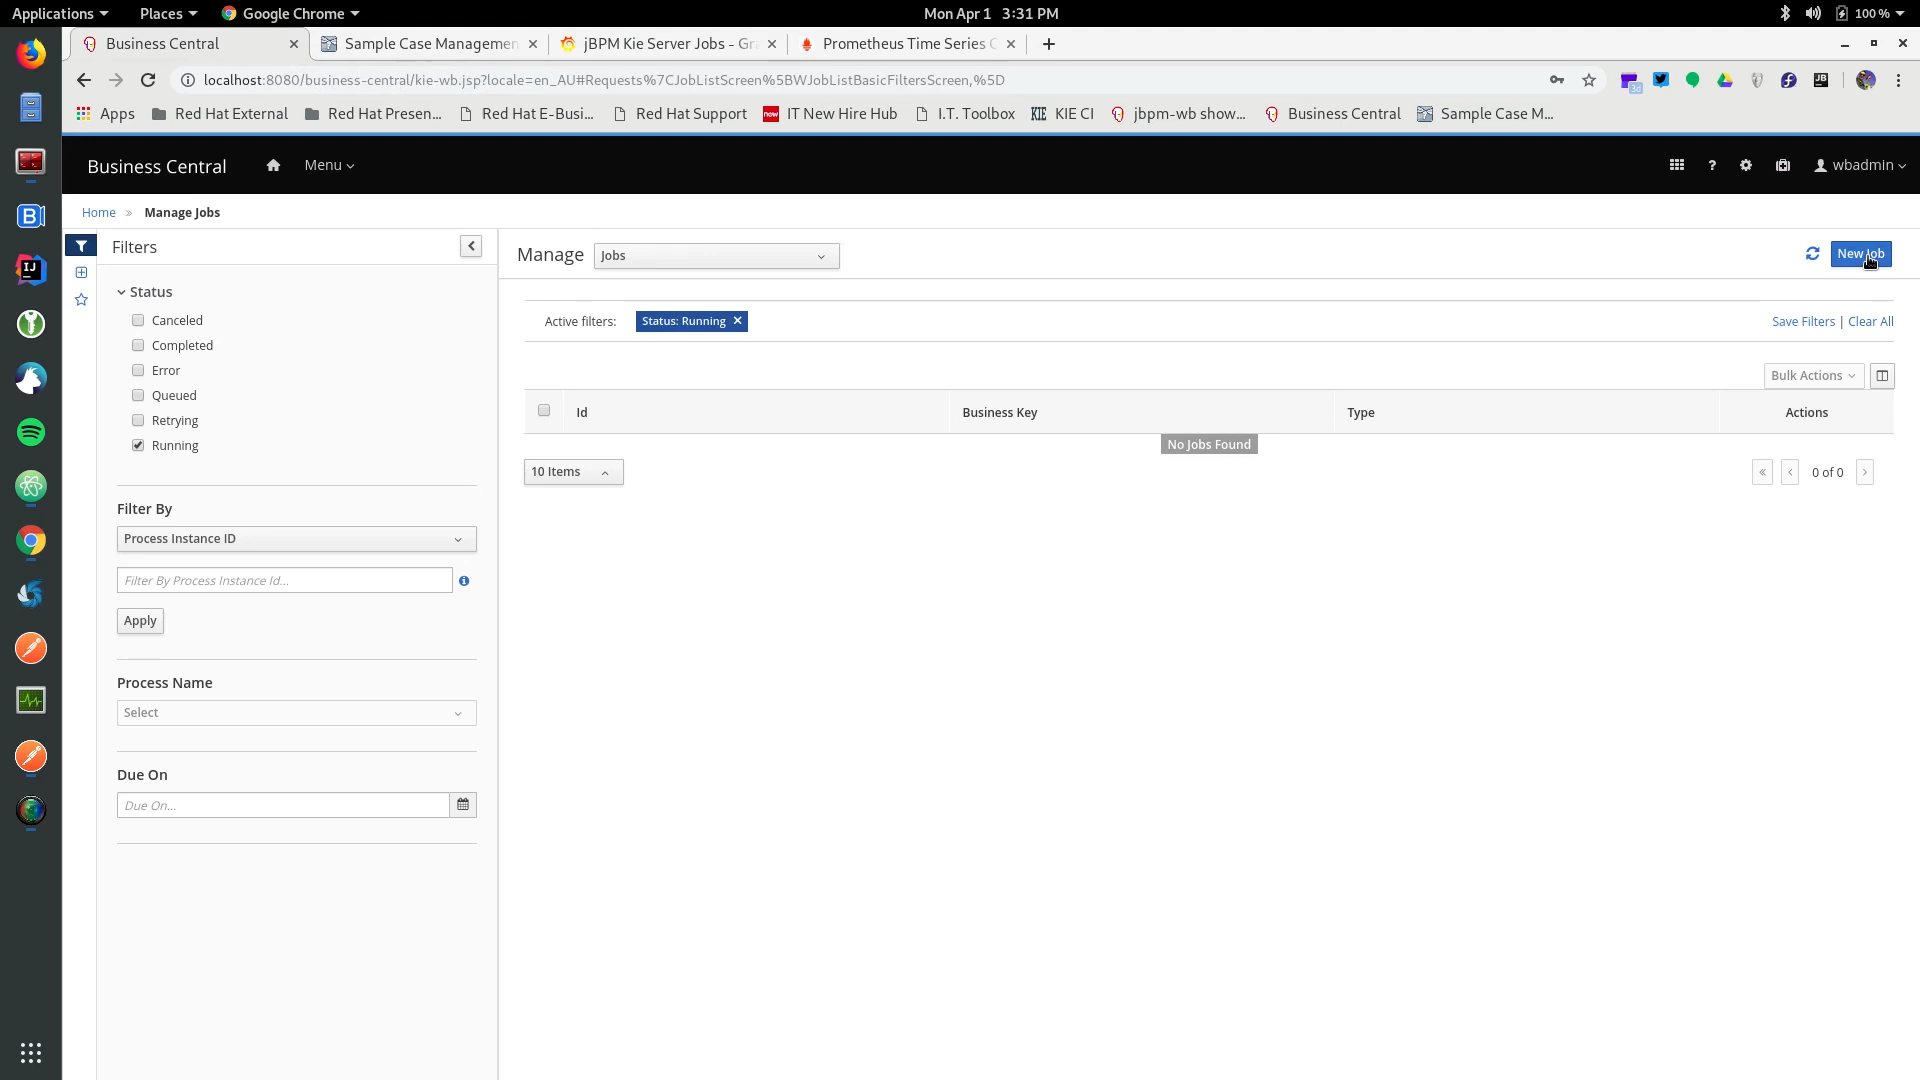 Applications Places Google Chrome Mon Apr 1 3:31 PM 100 %
Business Central Sample Case Managemen jBPM Kie Server Jobs - Gra Prometheus Time Series C
localhost:8080/business-central/kie-wb.jsp?locale=en_AU#Requests%7CJobListScreen%5BWJobListBasicFiltersScreen,%5D
Apps Red Hat External Red Hat Presen... Red Hat E-Busi... Red Hat Support IT New Hire Hub I.T. Toolbox KIE CI jbpm-wb show... Business Central Sample Case M...
Business Central Menu wbadmin
Home » Manage Jobs
Filters
Status
Canceled
Completed
Error
Queued
Retrying
Running
Filter By
Process Instance ID
Filter By Process Instance Id...
Apply
Process Name
Select
Due On
Due On...
Manage Jobs New Job
Active filters: Status: Running Save Filters | Clear All
Bulk Actions
Id Business Key Type Actions
No Jobs Found
10 Items 0 of 0